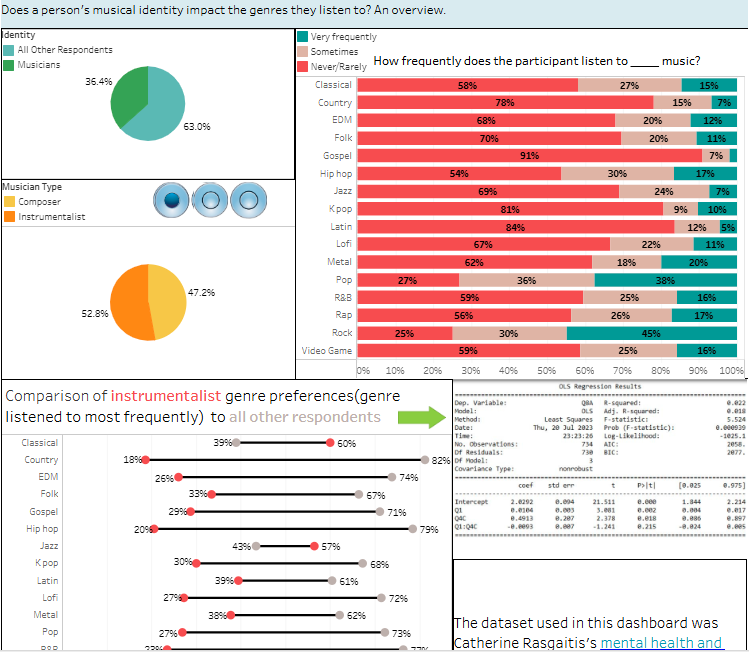 Does a person's musical identity impact the genres they listen to? An overview.
Identity
All Other Respondents
Musicians
36.4%
63.0%
Musician Type
Composer
Instrumentalist
47.2%
52.8%
Very frequently
Sometimes
Never/Rarely
How frequently does the participant listen to _____ music?
Classical 58% 27% 15%
Country 78% 15% 7%
EDM 68% 20% 12%
Folk 70% 20% 11%
Gospel 91% 7%
Hip hop 54% 30% 17%
Jazz 69% 24% 7%
K pop 81% 9% 10%
Latin 84% 12% 5%
Lofi 67% 22% 11%
Metal 62% 18% 20%
Pop 27% 36% 38%
R&B 59% 25% 16%
Rap 56% 26% 17%
Rock 25% 30% 45%
Video Game 59% 25% 16%
0% 10% 20% 30% 40% 50% 60% 70% 80% 90% 100%
Comparison of instrumentalist genre preferences(genre
listened to most frequently) to all other respondents
Classical 39% 60%
Country 18% 82%
EDM 26% 74%
Folk 33% 67%
Gospel 29% 71%
Hip hop 20% 79%
Jazz 43% 57%
K pop 30% 68%
Latin 39% 61%
Lofi 27% 72%
Metal 38% 62%
Pop 27% 73%
R&B 22% 77%
OLS Regression Results
Dep. Variable: Q8A R-squared: 0.022
Model: OLS Adj. R-squared: 0.018
Method: Least Squares F-statistic: 5.524
Date: Thu, 20 Jul 2023 Prob (F-statistic): 0.000939
Time: 23:23:26 Log-Likelihood: -1025.1
No. Observations: 734 AIC: 2058.
Df Residuals: 730 BIC: 2077.
Df Model: 3
Covariance Type: nonrobust
coef std err t P>|t| [0.025 0.975]
Intercept 2.0292 0.094 21.511 0.000 1.844 2.214
Q1 0.0104 0.003 3.081 0.002 0.004 0.017
Q4C 0.4913 0.207 2.378 0.018 0.086 0.897
Q1:Q4C -0.0093 0.007 -1.241 0.215 -0.024 0.005
The dataset used in this dashboard was
Catherine Rasgaitis's mental health and